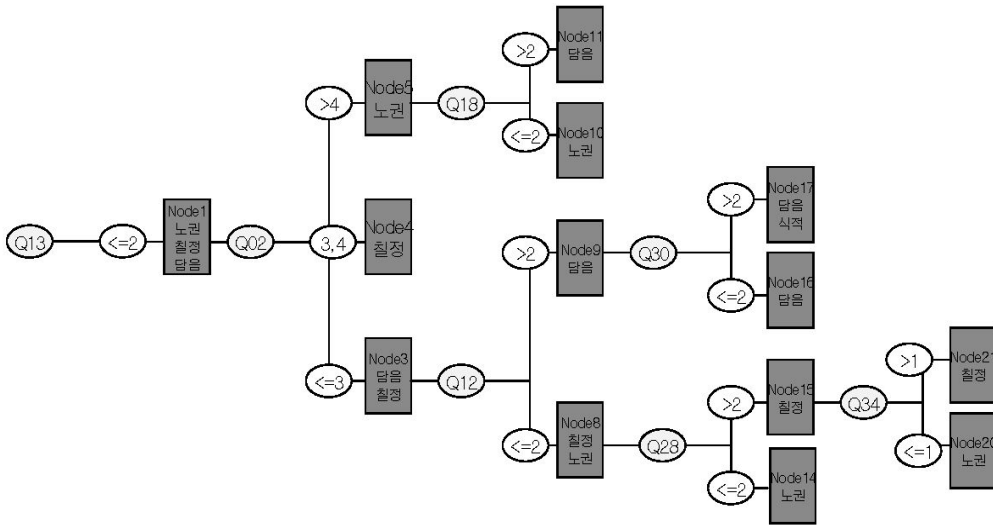 Q13
<=2
Node1
노권
칠정
담음
Q02
>4
Node5
노권
Q18
>2
Node11
담음
<=2
Node10
노권
3,4
Node4
칠정
<=3
Node3
담음
칠정
Q12
>2
Node9
담음
Q30
>2
Node17
담음
식적
<=2
Node16
담음
<=2
Node8
칠정
노권
Q28
>2
Node15
칠정
Q34
>1
Node21
칠정
<=1
Node20
노권
<=2
Node14
노권